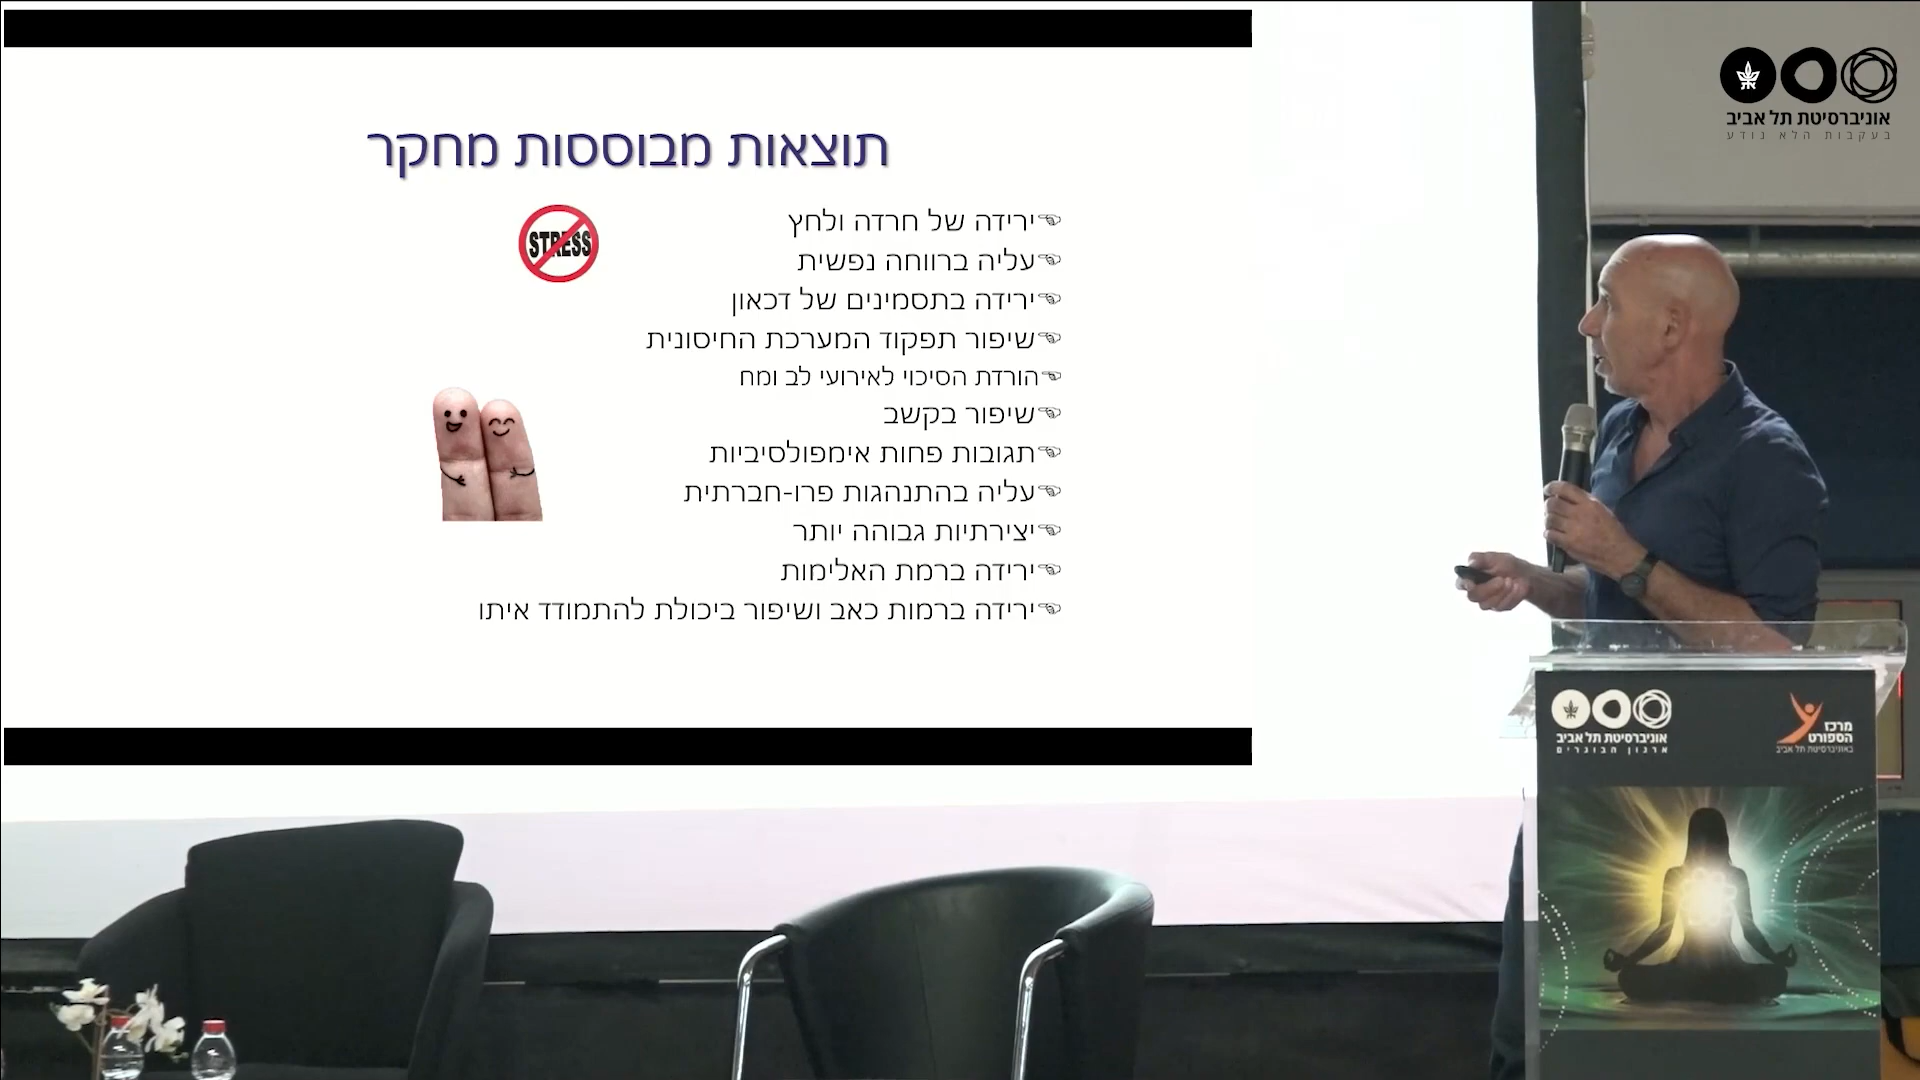 תוצאות מבוססות מחקר
ירידה של חרדה ולחץ
עליה ברווחה נפשית
ירידה בתסמינים של דכאון
שיפור תפקוד המערכת החיסונית
הורדת הסיכוי לאירועי לב ומח
שיפור בקשב
תגובות פחות אימפולסיביות
עליה בהתנהגות פרו-חברתית
יצירתיות גבוהה יותר
ירידה ברמת האלימות
ירידה ברמות כאב ושיפור ביכולת להתמודד איתו
STRESS
אוניברסיטת תל אביב
בעקבות הלא נודע
אוניברסיטת תל אביב
ארגון הבוגרים
מרכז
הספורט
באוניברסיטת תל אביב